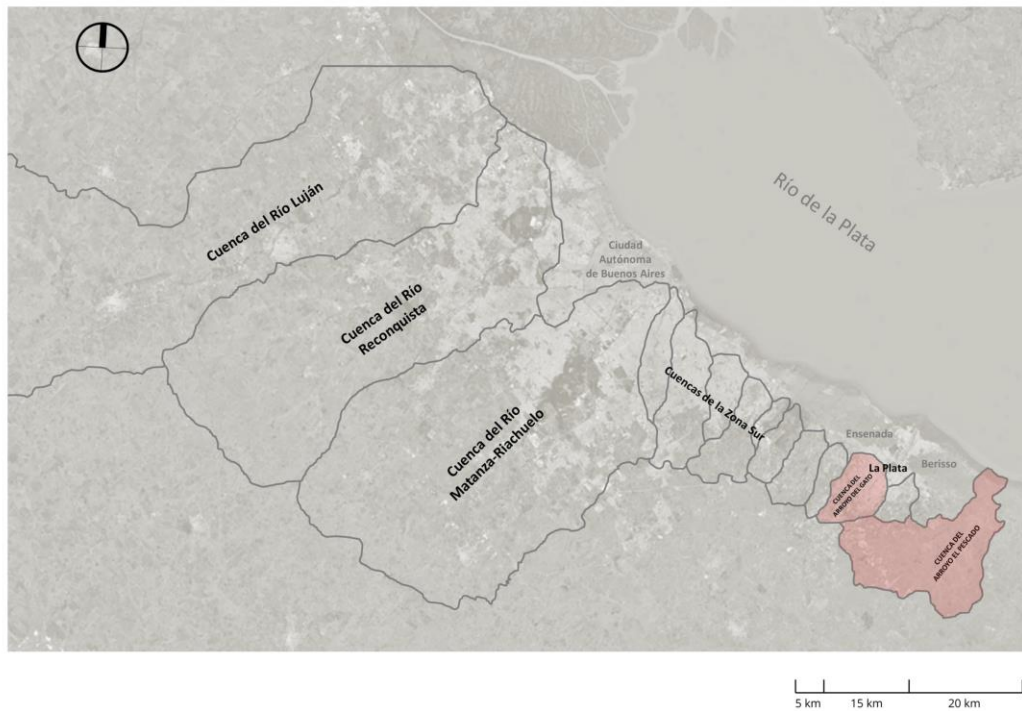 Cuenca del Río Luján
Río de la Plata
Ciudad
Autónoma
de Buenos Aires
Cuenca del Río
Reconquista
Cuencas de la Zona Sur
Cuenca del Río
Matanza-Riachuelo
Ensenada
La Plata
Berisso
CUENCA DEL
ARROYO DEL GATO
CUENCA DEL
ARROYO EL PESCADO
5 km
15 km
20 km